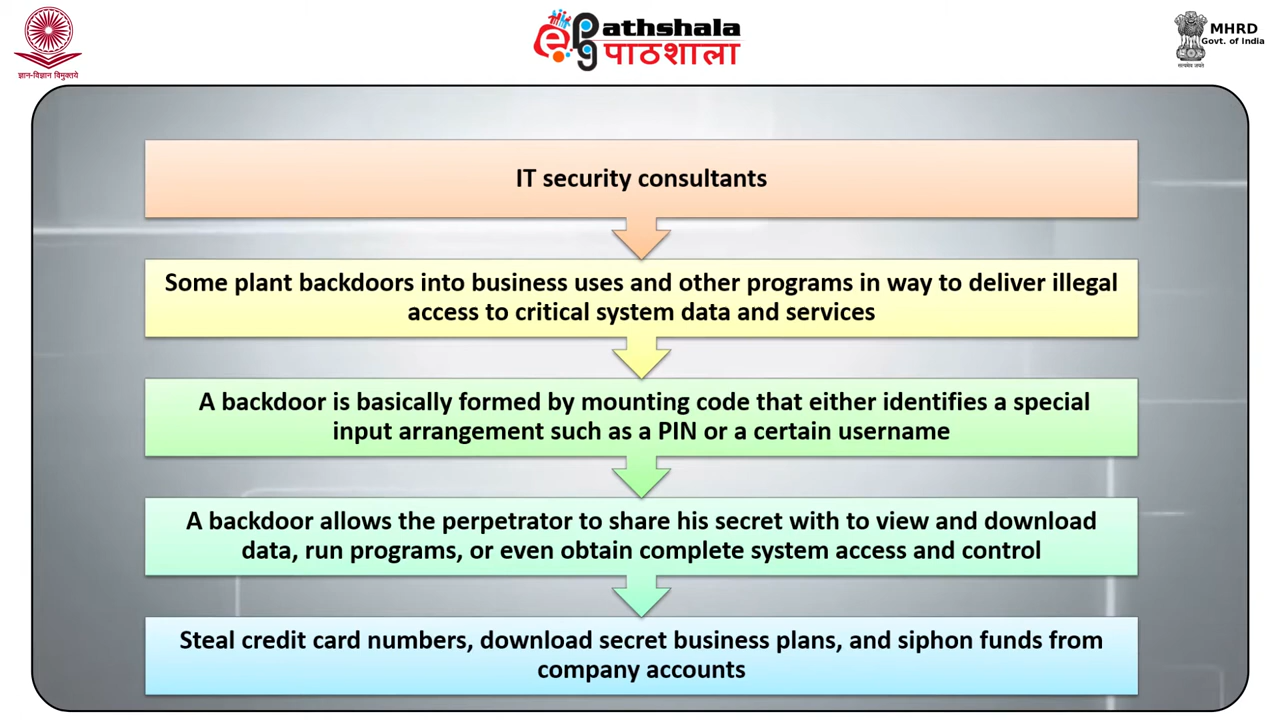 ज्ञान-विज्ञान विमुक्तये
ePG Pathshala
पाठशाला
MHRD
Govt. of India
सत्यमेव जयते
IT security consultants
Some plant backdoors into business uses and other programs in way to deliver illegal
access to critical system data and services
A backdoor is basically formed by mounting code that either identifies a special
input arrangement such as a PIN or a certain username
A backdoor allows the perpetrator to share his secret with to view and download
data, run programs, or even obtain complete system access and control
Steal credit card numbers, download secret business plans, and siphon funds from
company accounts